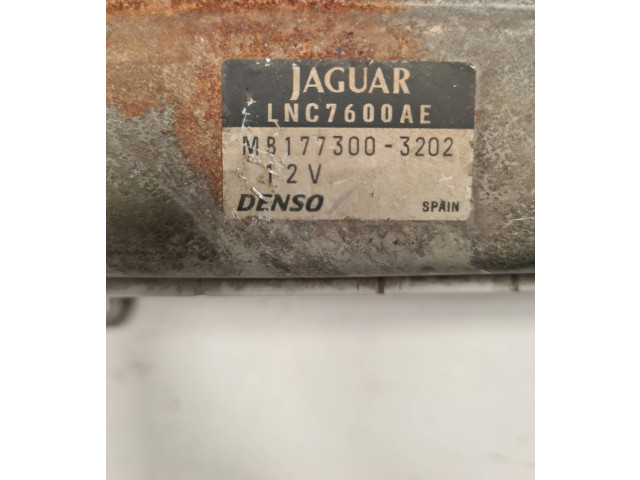 JAGUAR
LNC7600AE
MB177300-3202
12V
DENSO SPAIN